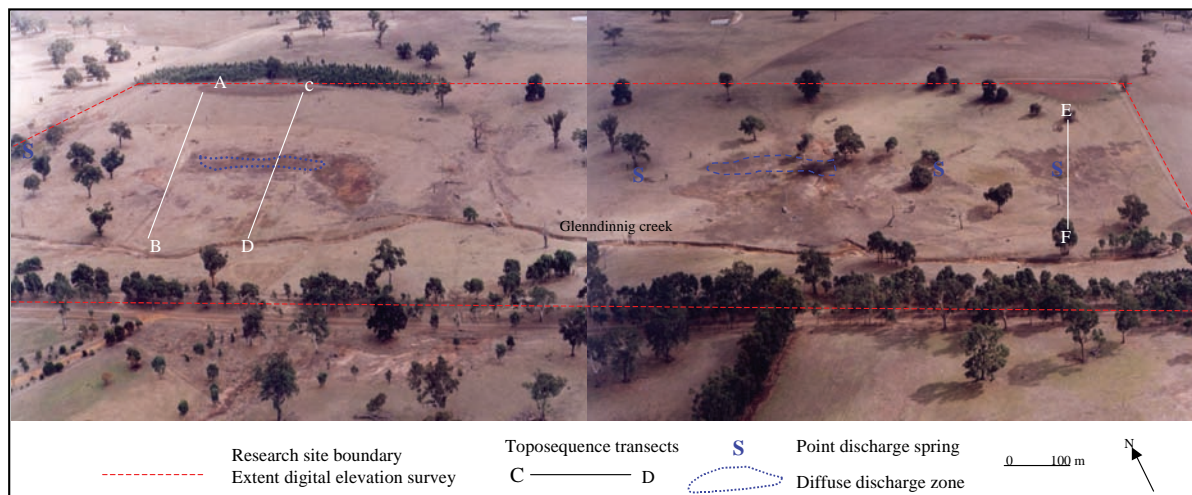 A
c
E
S
S
S
S
Glenndinnig creek
B
D
F
Research site boundary
Extent digital elevation survey
Toposequence transects
C D
S Point discharge spring
Diffuse discharge zone
0 100 m
N